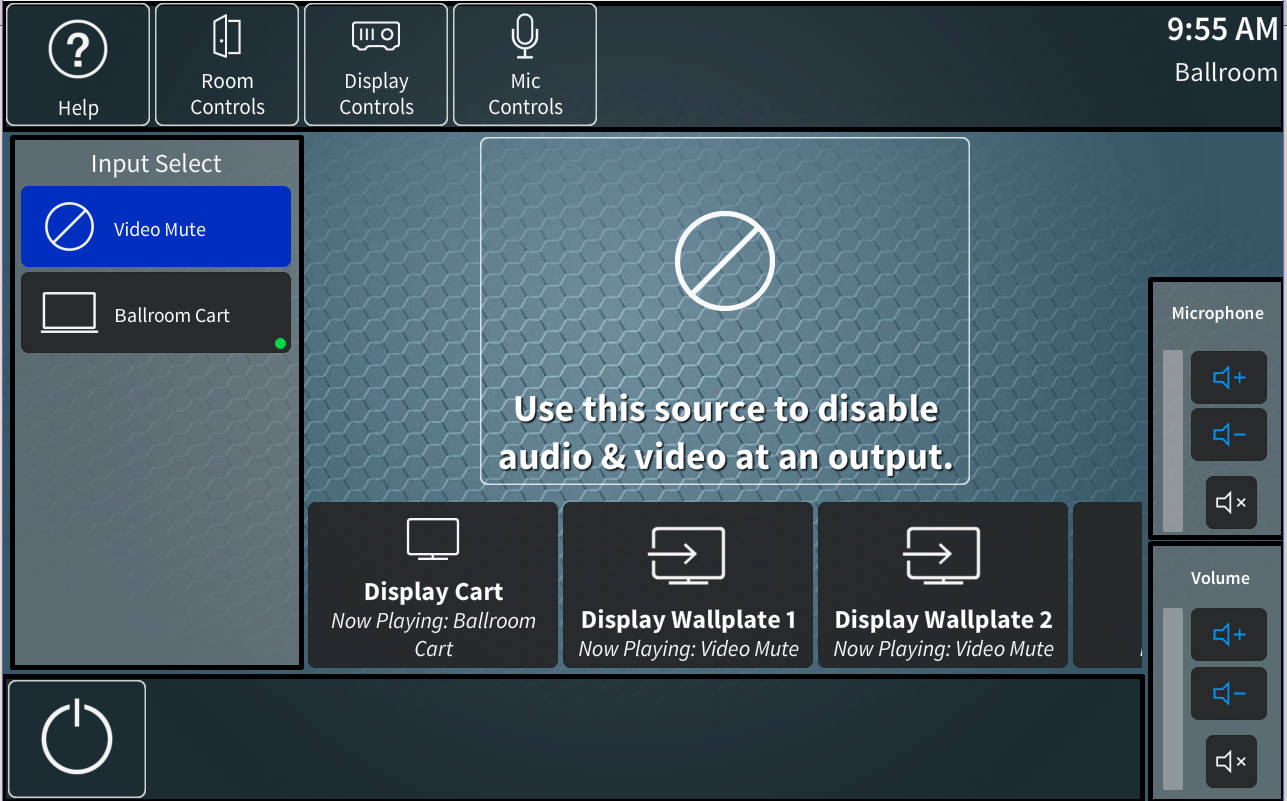 ?
Help
Room
Controls
Display
Controls
Mic
Controls
9:55 AM
Ballroom
Input Select
Video Mute
Ballroom Cart
Use this source to disable
audio & video at an output.
Display Cart
Now Playing: Ballroom
Cart
Display Wallplate 1
Now Playing: Video Mute
Display Wallplate 2
Now Playing: Video Mute
Microphone
Volume